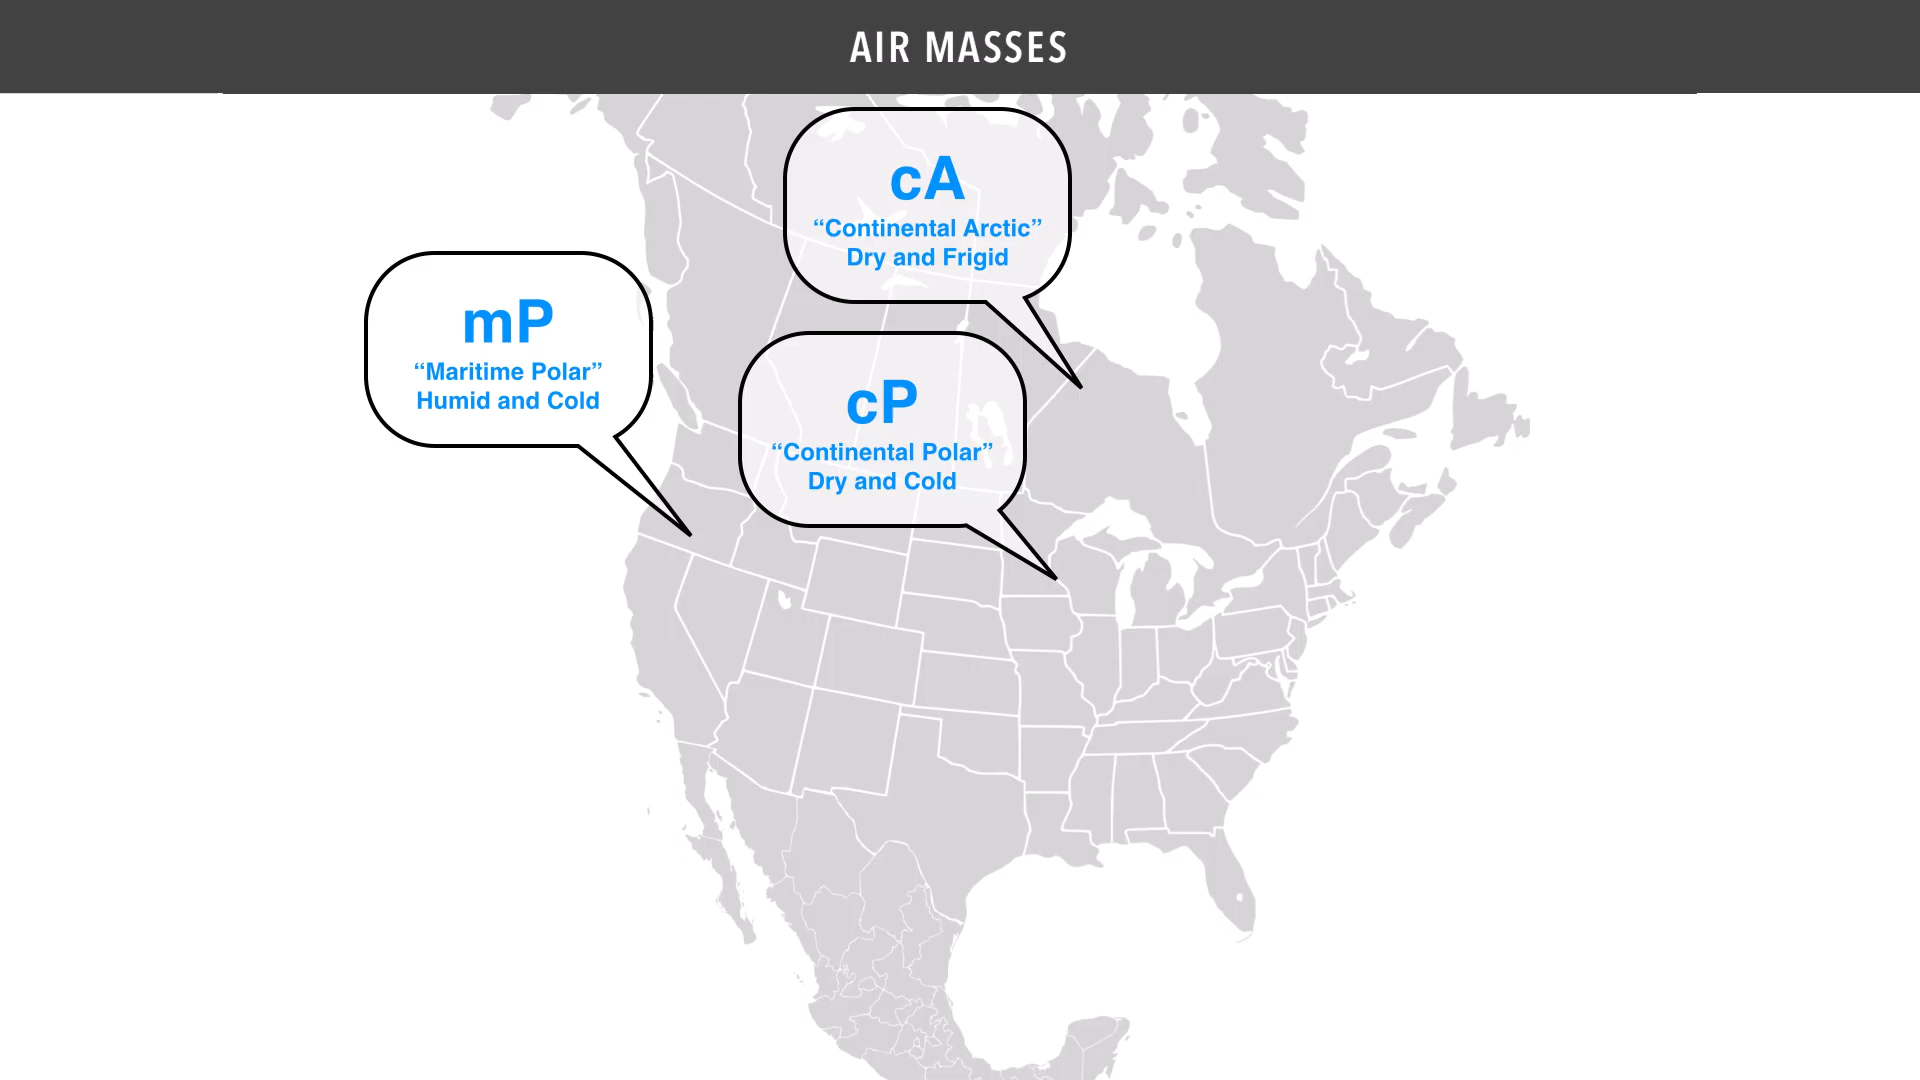 AIR MASSES
cA
“Continental Arctic”
Dry and Frigid
mP
“Maritime Polar”
Humid and Cold
cP
“Continental Polar”
Dry and Cold